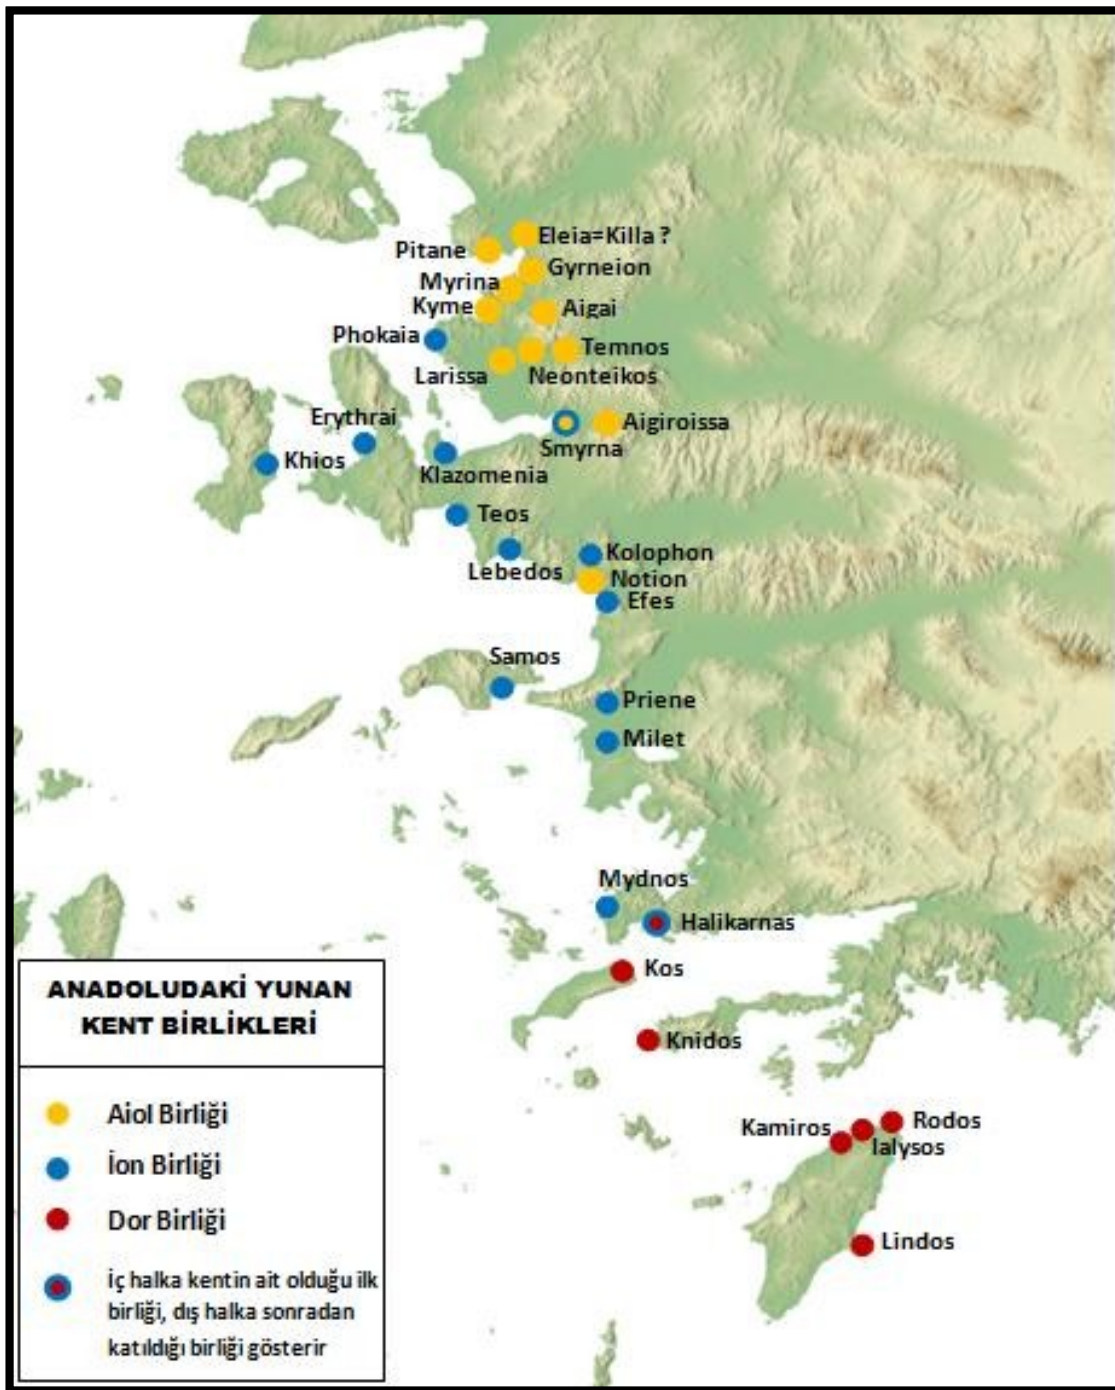 Eleia=Killa ?
Pitane
Gyrneion
Myrina
Kyme
Aigai
Phokaia
Temnos
Larissa
Neonteikos
Erythrai
Aigiroissa
Smyrna
Khios
Klazomenia
Teos
Kolophon
Lebedos
Notion
Efes
Samos
Priene
Milet
Mydnos
Halikarnas
Kos
Knidos
Kamiros
Rodos
Ialysos
Lindos
ANADOLUDAKİ YUNAN
KENT BİRLİKLERİ
Aiol Birliği
İon Birliği
Dor Birliği
İç halka kentin ait olduğu ilk
birliği, dış halka sonradan
katıldığı birliği gösterir